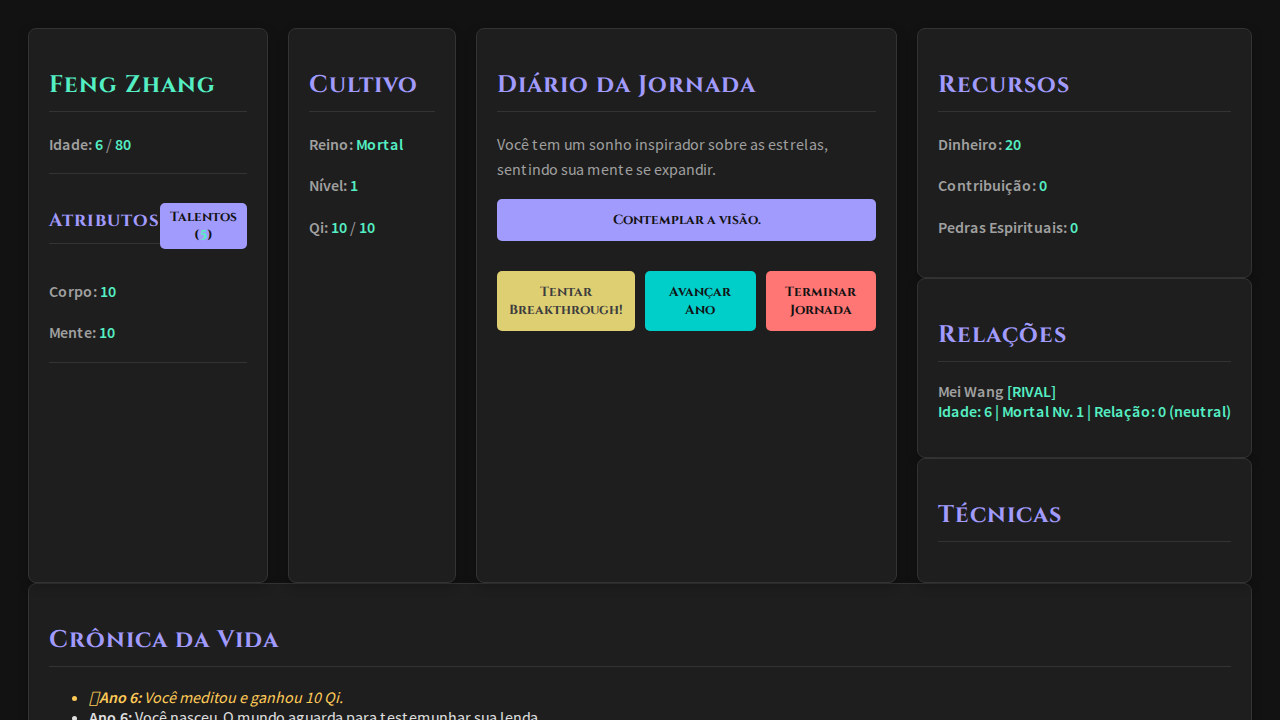 Feng Zhang
Idade: 6 / 80
Atributos
Talentos
Corpo: 10
Mente: 10
Cultivo
Reino: Mortal
Nível: 1
Qi: 10 / 10
Diário da Jornada
Você tem um sonho inspirador sobre as estrelas,
sentindo sua mente se expandir.
Contemplar a visão.
Tentar
Breakthrough!
Avançar
Ano
Terminar
Jornada
Recursos
Dinheiro: 20
Contribuição: 0
Pedras Espirituais: 0
Relações
Mei Wang [RIVAL]
Idade: 6 | Mortal Nv. 1 | Relação: 0 (neutral)
Técnicas
Crônica da Vida
Ano 6: Você meditou e ganhou 10 Qi.
Ano 6: Você nasceu. O mundo aguarda para testemunhar sua lenda.